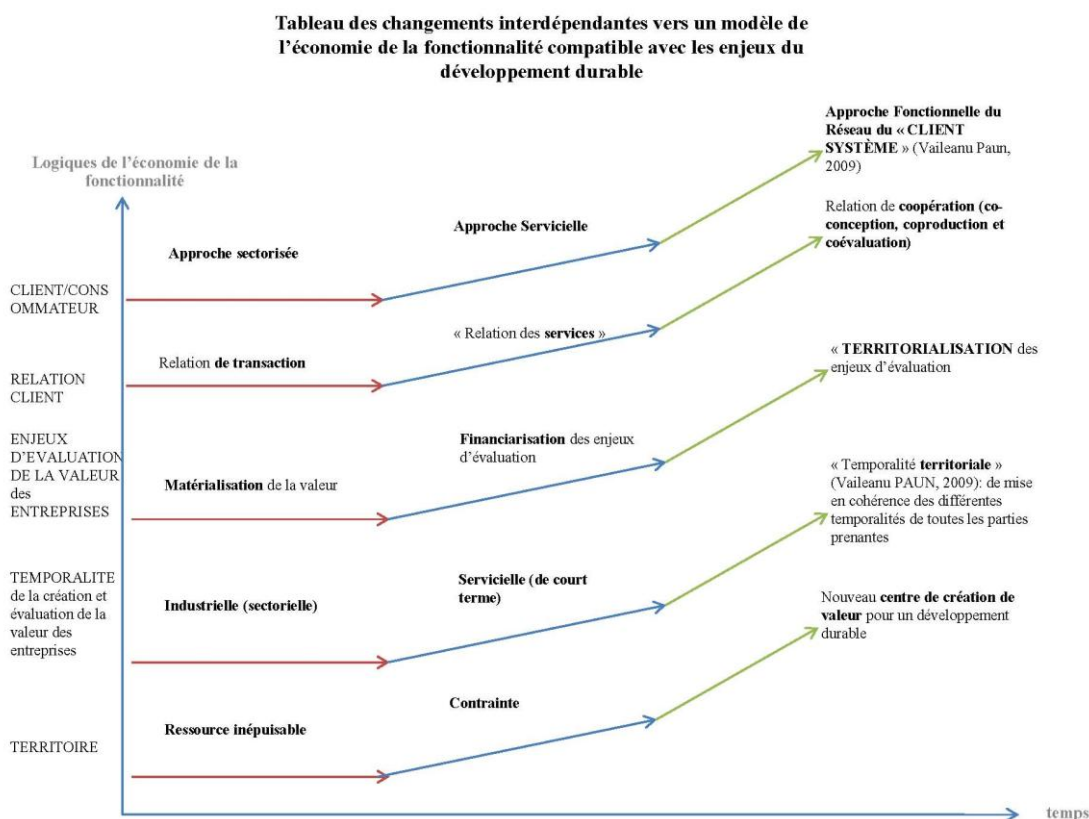 Tableau des changements interdépendantes vers un modèle de
l'économie de la fonctionnalité compatible avec les enjeux du
développement durable
Logiques de l'économie de la
fonctionnalité
Approche Fonctionnelle du
Réseau du « CLIENT
SYSTÈME » (Vaileanu Paun,
2009)
Approche Servicielle
Approche sectorisée
CLIENT/CONS
OMMATEUR
Relation de coopération (co-
conception, coproduction et
coévaluation)
« Relation des services »
Relation de transaction
RELATION
CLIENT
« TERRITORIALISATION des
enjeux d'évaluation
Financiarisation des enjeux
d'évaluation
Matérialisation de la valeur
ENJEUX
D'EVALUATION
DE LA VALEUR
des
ENTREPRISES
« Temporalité territoriale »
(Vaileanu PAUN, 2009): de mise
en cohérence des différentes
temporalités de toutes les parties
prenantes
Servicielle (de court
terme)
Industrielle (sectorielle)
TEMPORALITE
de la création et
évaluation de la
valeur des
entreprises
Nouveau centre de création de
valeur pour un développement
durable
Contrainte
Ressource inépuisable
TERRITOIRE
temps